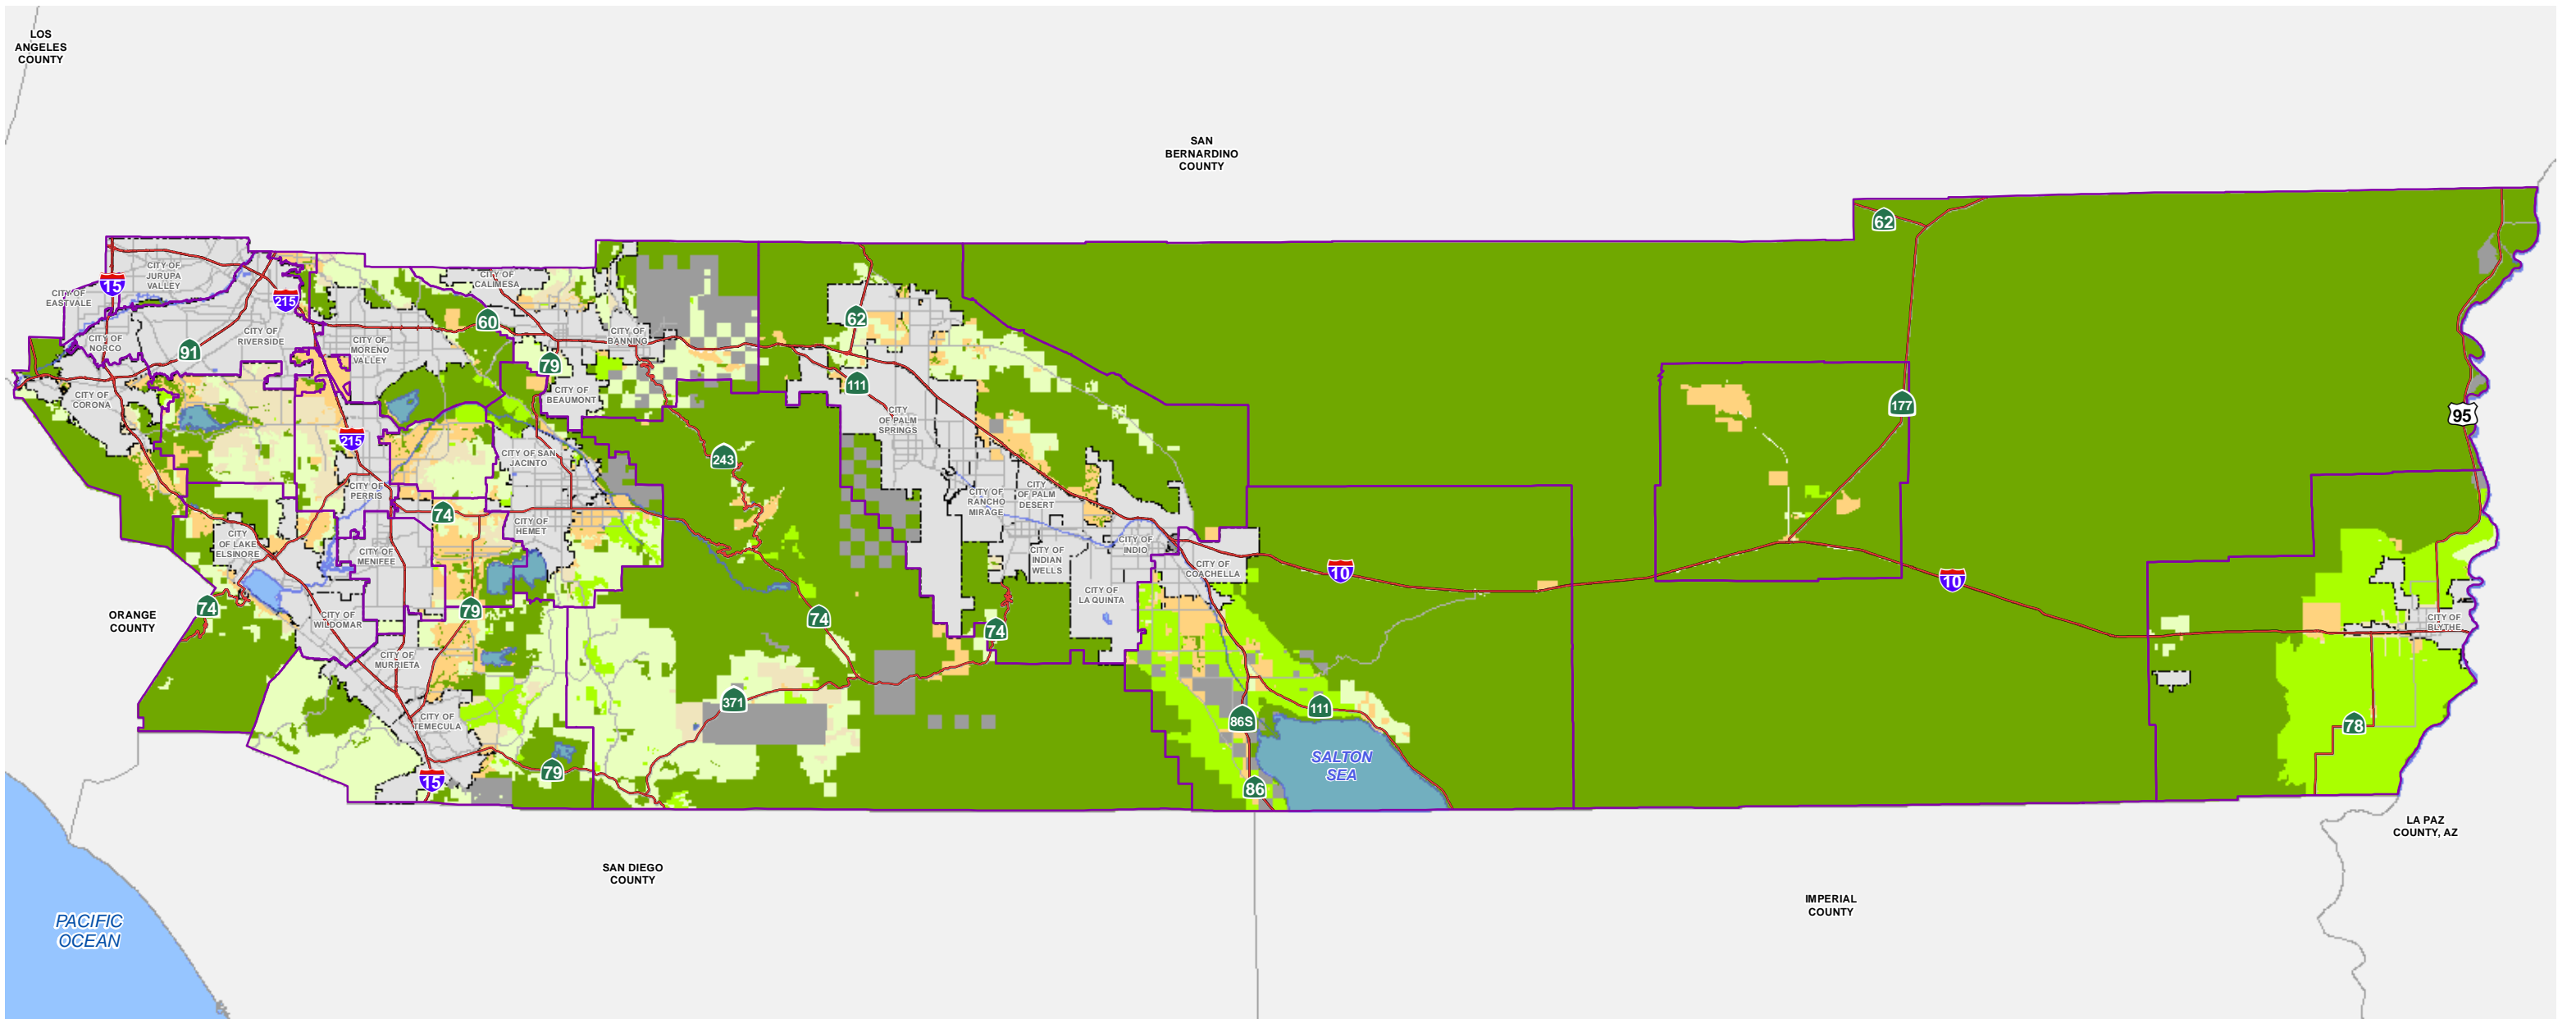 LOS
ANGELES
COUNTY
SAN
BERNARDINO
COUNTY
62
CITY OF
JURUPA
VALLEY
CITY OF
CALIMESA
15
CITY OF
EASTVALE
215
60
62
CITY OF
NORCO
91
CITY OF
RIVERSIDE
CITY OF
MORENO
VALLEY
CITY OF
BANNING
79
111
CITY OF
BEAUMONT
CITY OF
CORONA
177
95
CITY
OF PALM
SPRINGS
215
243
CITY OF SAN
JACINTO
CITY OF
PERRIS
CITY OF
RANCHO
MIRAGE
CITY
OF PALM
DESERT
74
CITY OF
HEMET
CITY
OF LAKE
ELSINORE
CITY OF
MENIFEE
CITY OF
INDIAN
WELLS
CITY OF
INDIO
CITY OF
COACHELLA
10
10
CITY OF
LA QUINTA
74
79
ORANGE
COUNTY
CITY OF
WILDOMAR
74
74
CITY OF
BLYTHE
CITY OF
MURRIETA
371
111
86S
78
CITY OF
TEMECULA
SALTON
SEA
79
15
86
LA PAZ
COUNTY, AZ
SAN DIEGO
COUNTY
IMPERIAL
COUNTY
PACIFIC
OCEAN